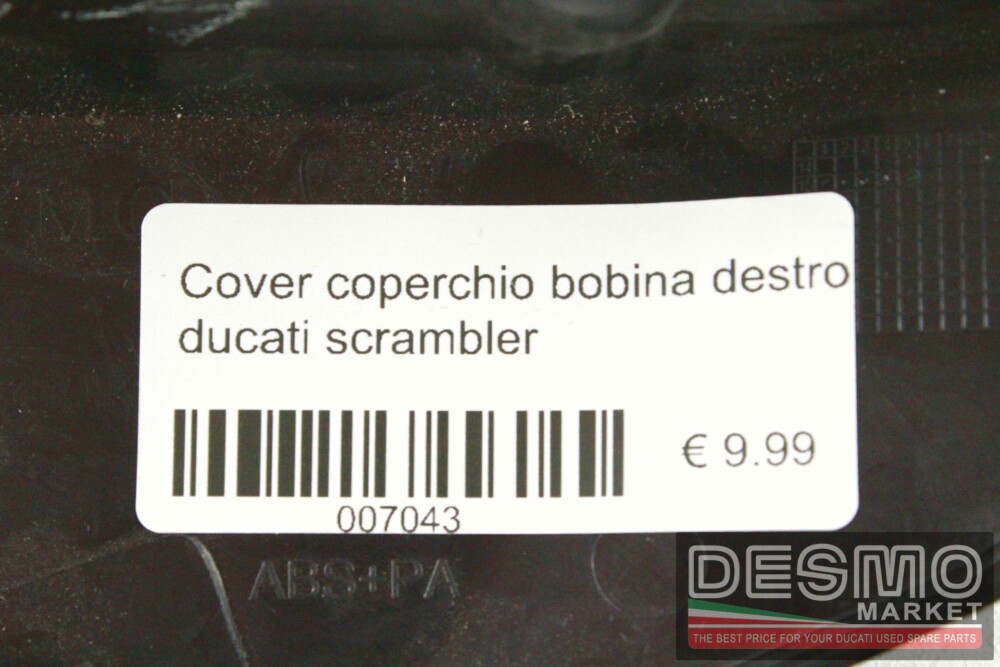 Cover coperchio bobina destro
ducati scrambler
€ 9.99
007043
ABS+PA
DESMO
MARKET
THE BEST PRICE FOR YOUR DUCATI USED SPARE PARTS